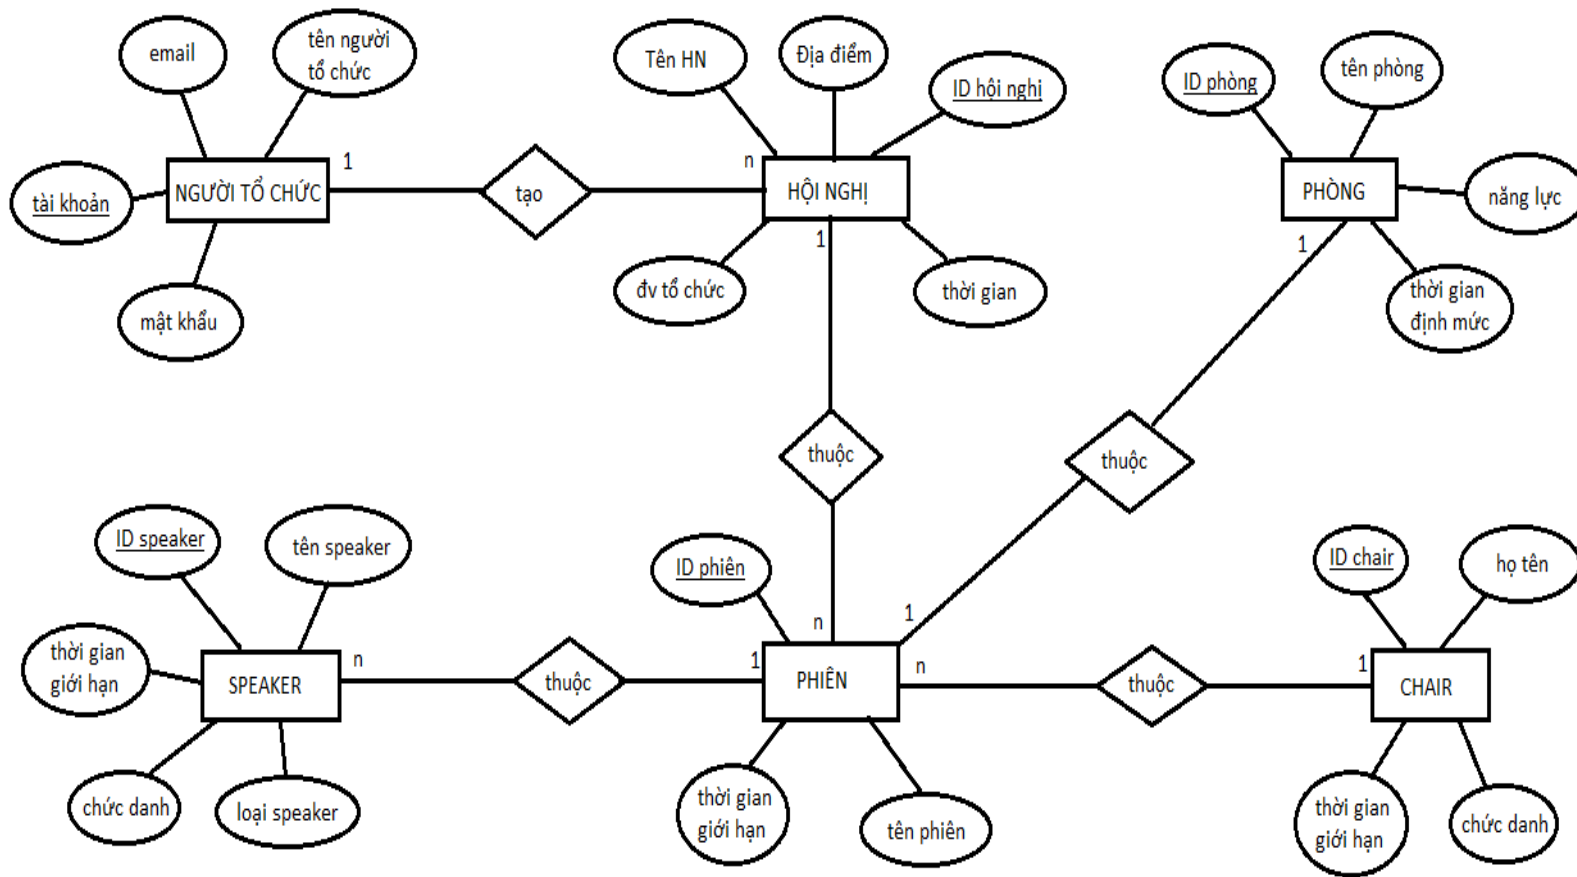 email
tên người
tổ chức
tài khoản
NGƯỜI TỔ CHỨC
mật khẩu
1
tạo
n
Tên HN
Địa điểm
ID hội nghị
HỘI NGHỊ
1
đv tổ chức
thời gian
ID phòng
tên phòng
PHÒNG
năng lực
1
thời gian
định mức
thuộc
thuộc
ID speaker
tên speaker
thời gian
giới hạn
SPEAKER
n
chức danh
loại speaker
thuộc
1
ID phiên
n
1
PHIÊN
n
thời gian
giới hạn
tên phiên
thuộc
1
ID chair
họ tên
CHAIR
thời gian
giới hạn
chức danh